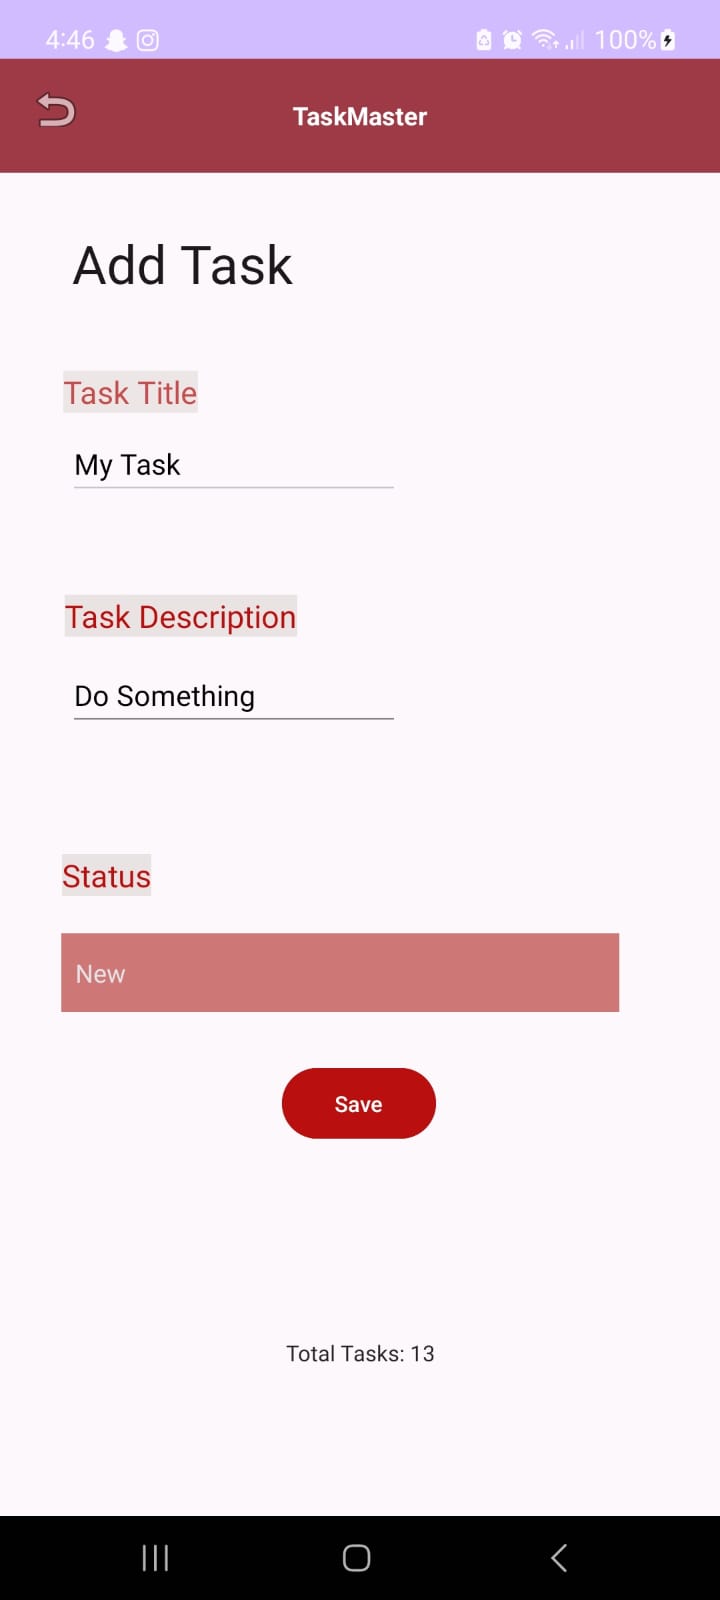 4:46 100%
TaskMaster
Add Task
Task Title
My Task
Task Description
Do Something
Status
New
Save
Total Tasks: 13